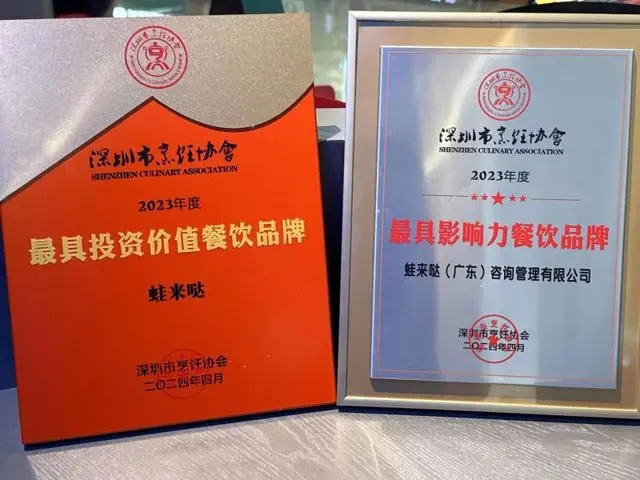 深圳市烹饪协會
SHENZHEN CULINARY ASSOCIATION
2023年度
最具投资价值餐饮品牌
蛙来哒
深圳市烹饪协会
二〇二四年四月
深圳市烹饪协會
SHENZHEN CULINARY ASSOCIATION
2023年度
最具影响力餐饮品牌
蛙来哒（广东）咨询管理有限公司
深圳市烹饪协会
二〇二四年四月